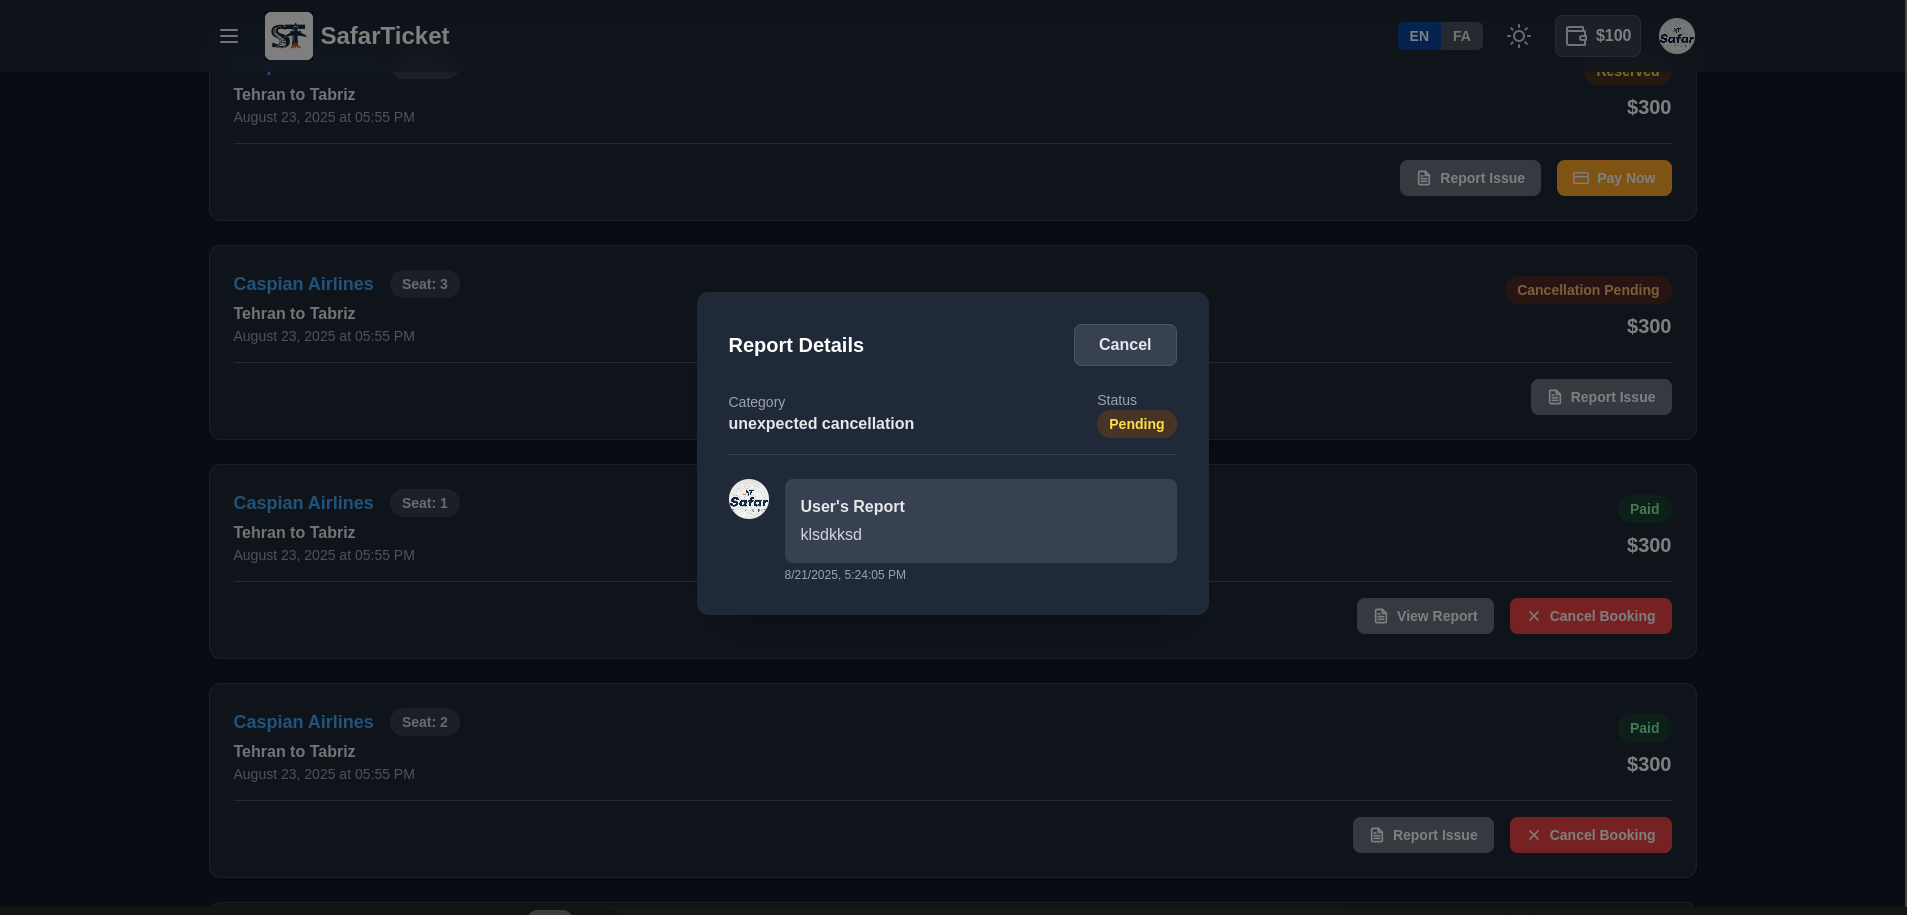 SafarTicket
EN FA
$100
Safar
Reserved
Tehran to Tabriz
$300
August 23, 2025 at 05:55 PM
Report Issue
Pay Now
Caspian Airlines
Seat: 3
Cancellation Pending
Tehran to Tabriz
$300
August 23, 2025 at 05:55 PM
Report Issue
Report Details
Cancel
Category
Status
unexpected cancellation
Pending
Safar
User's Report
klsdkksd
8/21/2025, 5:24:05 PM
Caspian Airlines
Seat: 1
Paid
Tehran to Tabriz
$300
August 23, 2025 at 05:55 PM
View Report
Cancel Booking
Caspian Airlines
Seat: 2
Paid
Tehran to Tabriz
$300
August 23, 2025 at 05:55 PM
Report Issue
Cancel Booking